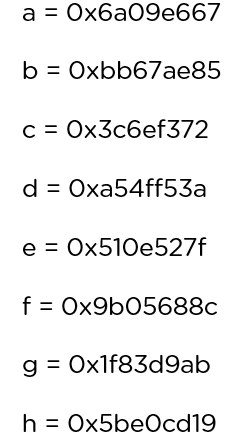 a = 0x6a09e667
b = 0xbb67ae85
c = 0x3c6ef372
d = 0xa54ff53a
e = 0x510e527f
f = 0x9b05688c
g = 0x1f83d9ab
h = 0x5be0cd19